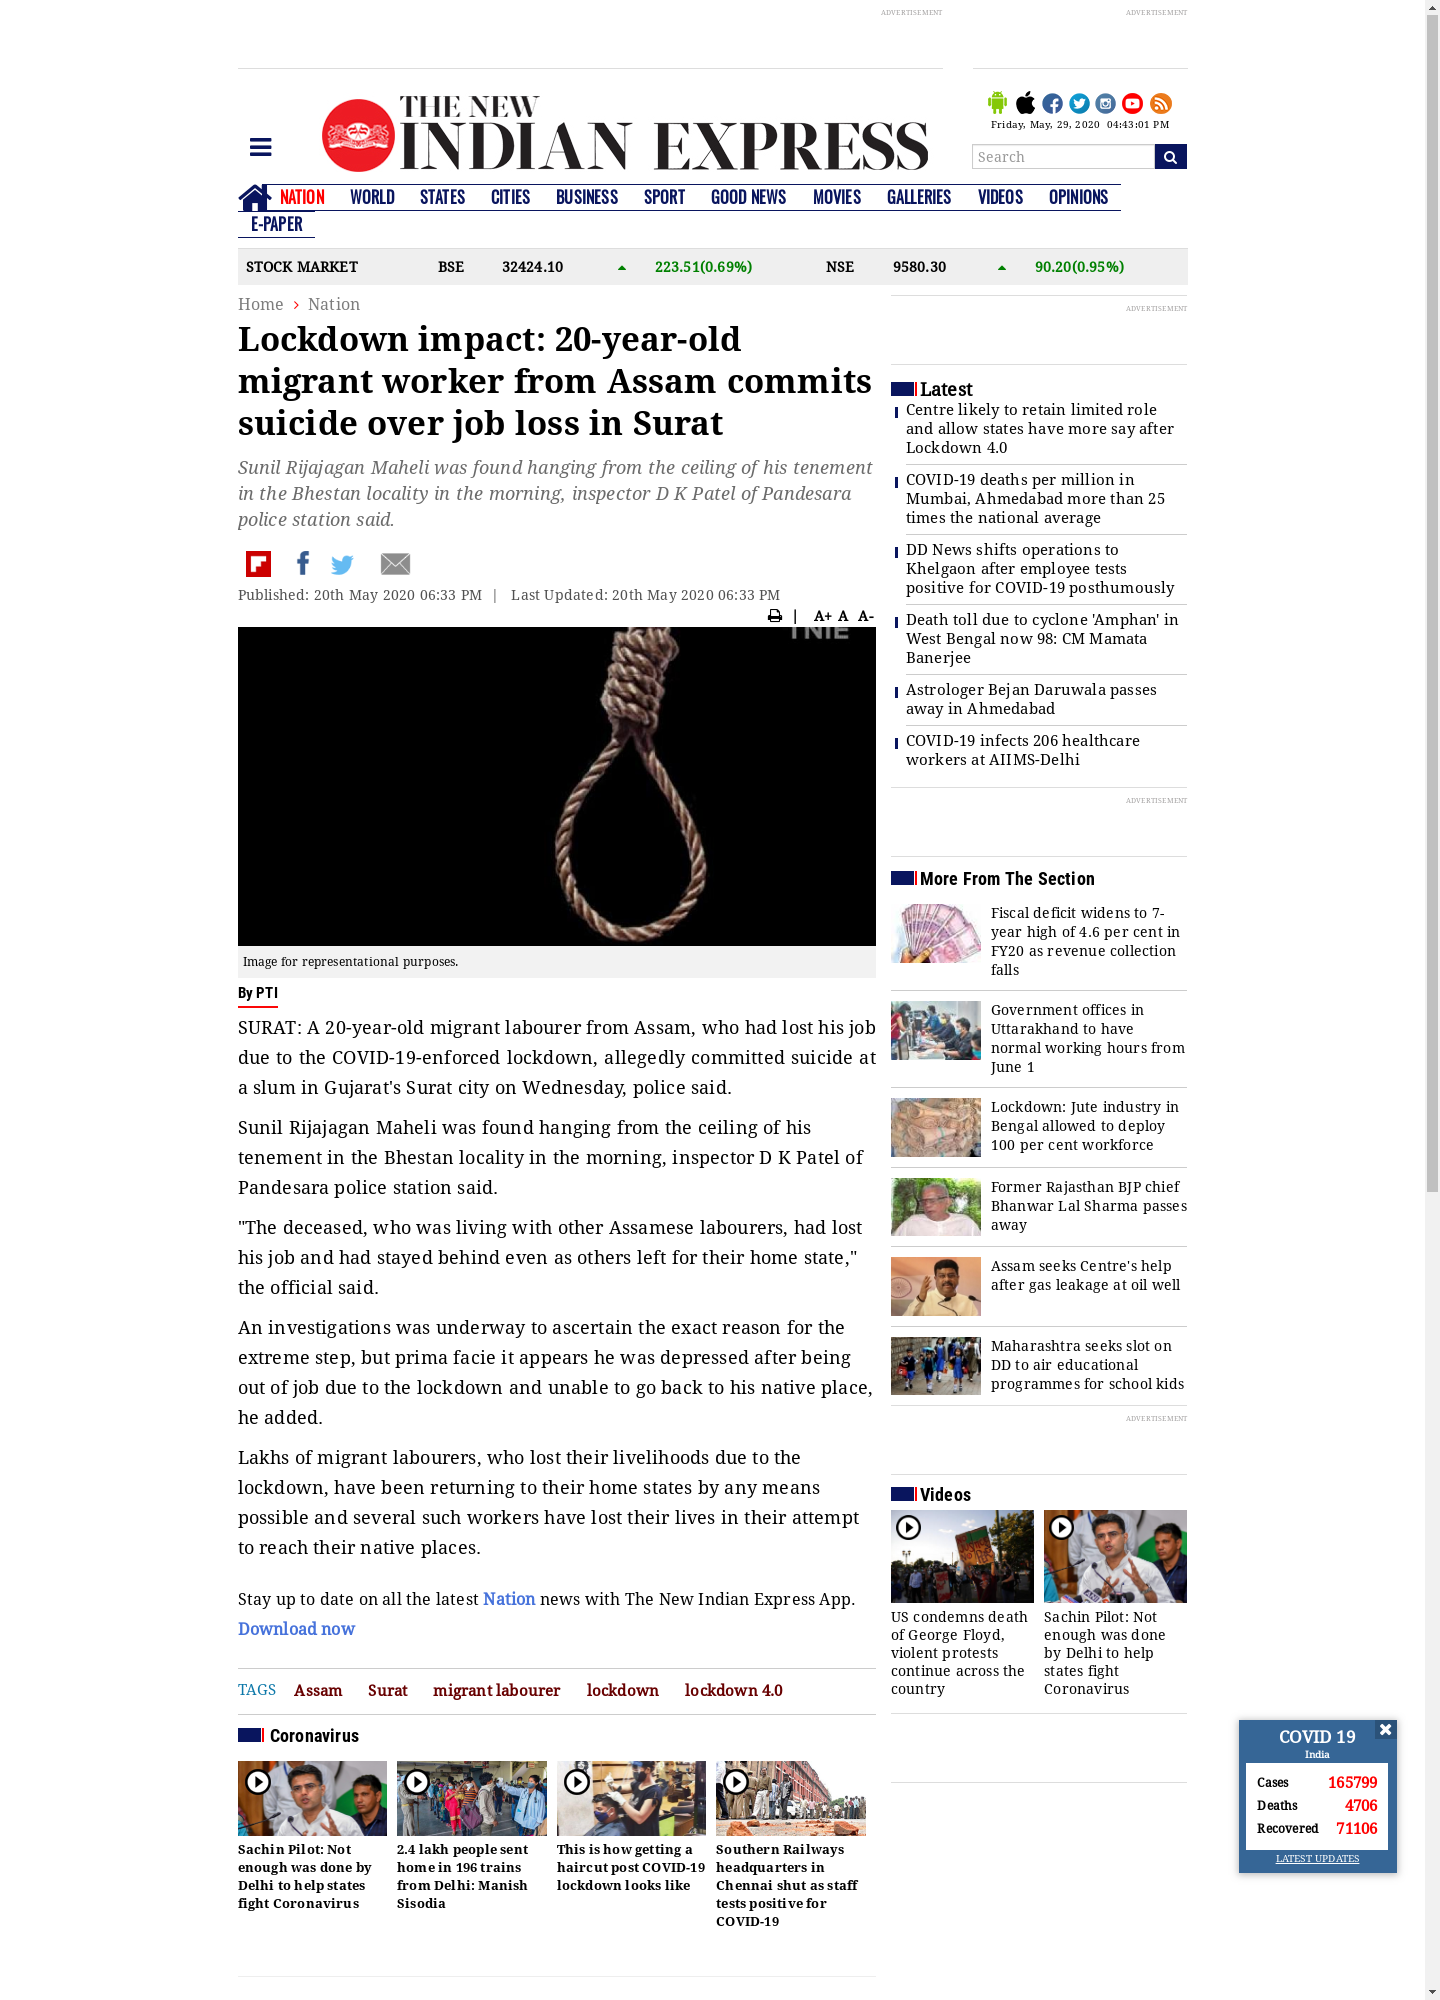 ADVERTISEMENT
ADVERTISEMENT
THE NEW
INDIAN EXPRESS
Friday, May, 29, 2020 04:43:01 PM
Search
NATION WORLD STATES CITIES BUSINESS SPORT GOOD NEWS MOVIES GALLERIES VIDEOS OPINIONS
E-PAPER
STOCK MARKET BSE 32424.10 223.51(0.69%) NSE 9580.30 90.20(0.95%)
Home Nation
Lockdown impact: 20-year-old
migrant worker from Assam commits
suicide over job loss in Surat
Sunil Rijajagan Maheli was found hanging from the ceiling of his tenement
in the Bhestan locality in the morning, inspector D K Patel of Pandesara
police station said.
Published: 20th May 2020 06:33 PM | Last Updated: 20th May 2020 06:33 PM
| A+ A A-
TNIE
Image for representational purposes.
By PTI
SURAT: A 20-year-old migrant labourer from Assam, who had lost his job
due to the COVID-19-enforced lockdown, allegedly committed suicide at
a slum in Gujarat's Surat city on Wednesday, police said.
Sunil Rijajagan Maheli was found hanging from the ceiling of his
tenement in the Bhestan locality in the morning, inspector D K Patel of
Pandesara police station said.
"The deceased, who was living with other Assamese labourers, had lost
his job and had stayed behind even as others left for their home state,"
the official said.
An investigations was underway to ascertain the exact reason for the
extreme step, but prima facie it appears he was depressed after being
out of job due to the lockdown and unable to go back to his native place,
he added.
Lakhs of migrant labourers, who lost their livelihoods due to the
lockdown, have been returning to their home states by any means
possible and several such workers have lost their lives in their attempt
to reach their native places.
Stay up to date on all the latest Nation news with The New Indian Express App.
Download now
TAGS Assam Surat migrant labourer lockdown lockdown 4.0
Coronavirus
Sachin Pilot: Not
enough was done by
Delhi to help states
fight Coronavirus
2.4 lakh people sent
home in 196 trains
from Delhi: Manish
Sisodia
This is how getting a
haircut post COVID-19
lockdown looks like
Southern Railways
headquarters in
Chennai shut as staff
tests positive for
COVID-19
ADVERTISEMENT
Latest
Centre likely to retain limited role
and allow states have more say after
Lockdown 4.0
COVID-19 deaths per million in
Mumbai, Ahmedabad more than 25
times the national average
DD News shifts operations to
Khelgaon after employee tests
positive for COVID-19 posthumously
Death toll due to cyclone 'Amphan' in
West Bengal now 98: CM Mamata
Banerjee
Astrologer Bejan Daruwala passes
away in Ahmedabad
COVID-19 infects 206 healthcare
workers at AIIMS-Delhi
ADVERTISEMENT
More From The Section
Fiscal deficit widens to 7-
year high of 4.6 per cent in
FY20 as revenue collection
falls
Government offices in
Uttarakhand to have
normal working hours from
June 1
Lockdown: Jute industry in
Bengal allowed to deploy
100 per cent workforce
Former Rajasthan BJP chief
Bhanwar Lal Sharma passes
away
Assam seeks Centre's help
after gas leakage at oil well
Maharashtra seeks slot on
DD to air educational
programmes for school kids
ADVERTISEMENT
Videos
US condemns death
of George Floyd,
violent protests
continue across the
country
Sachin Pilot: Not
enough was done
by Delhi to help
states fight
Coronavirus
COVID 19
India
Cases 165799
Deaths 4706
Recovered 71106
LATEST UPDATES